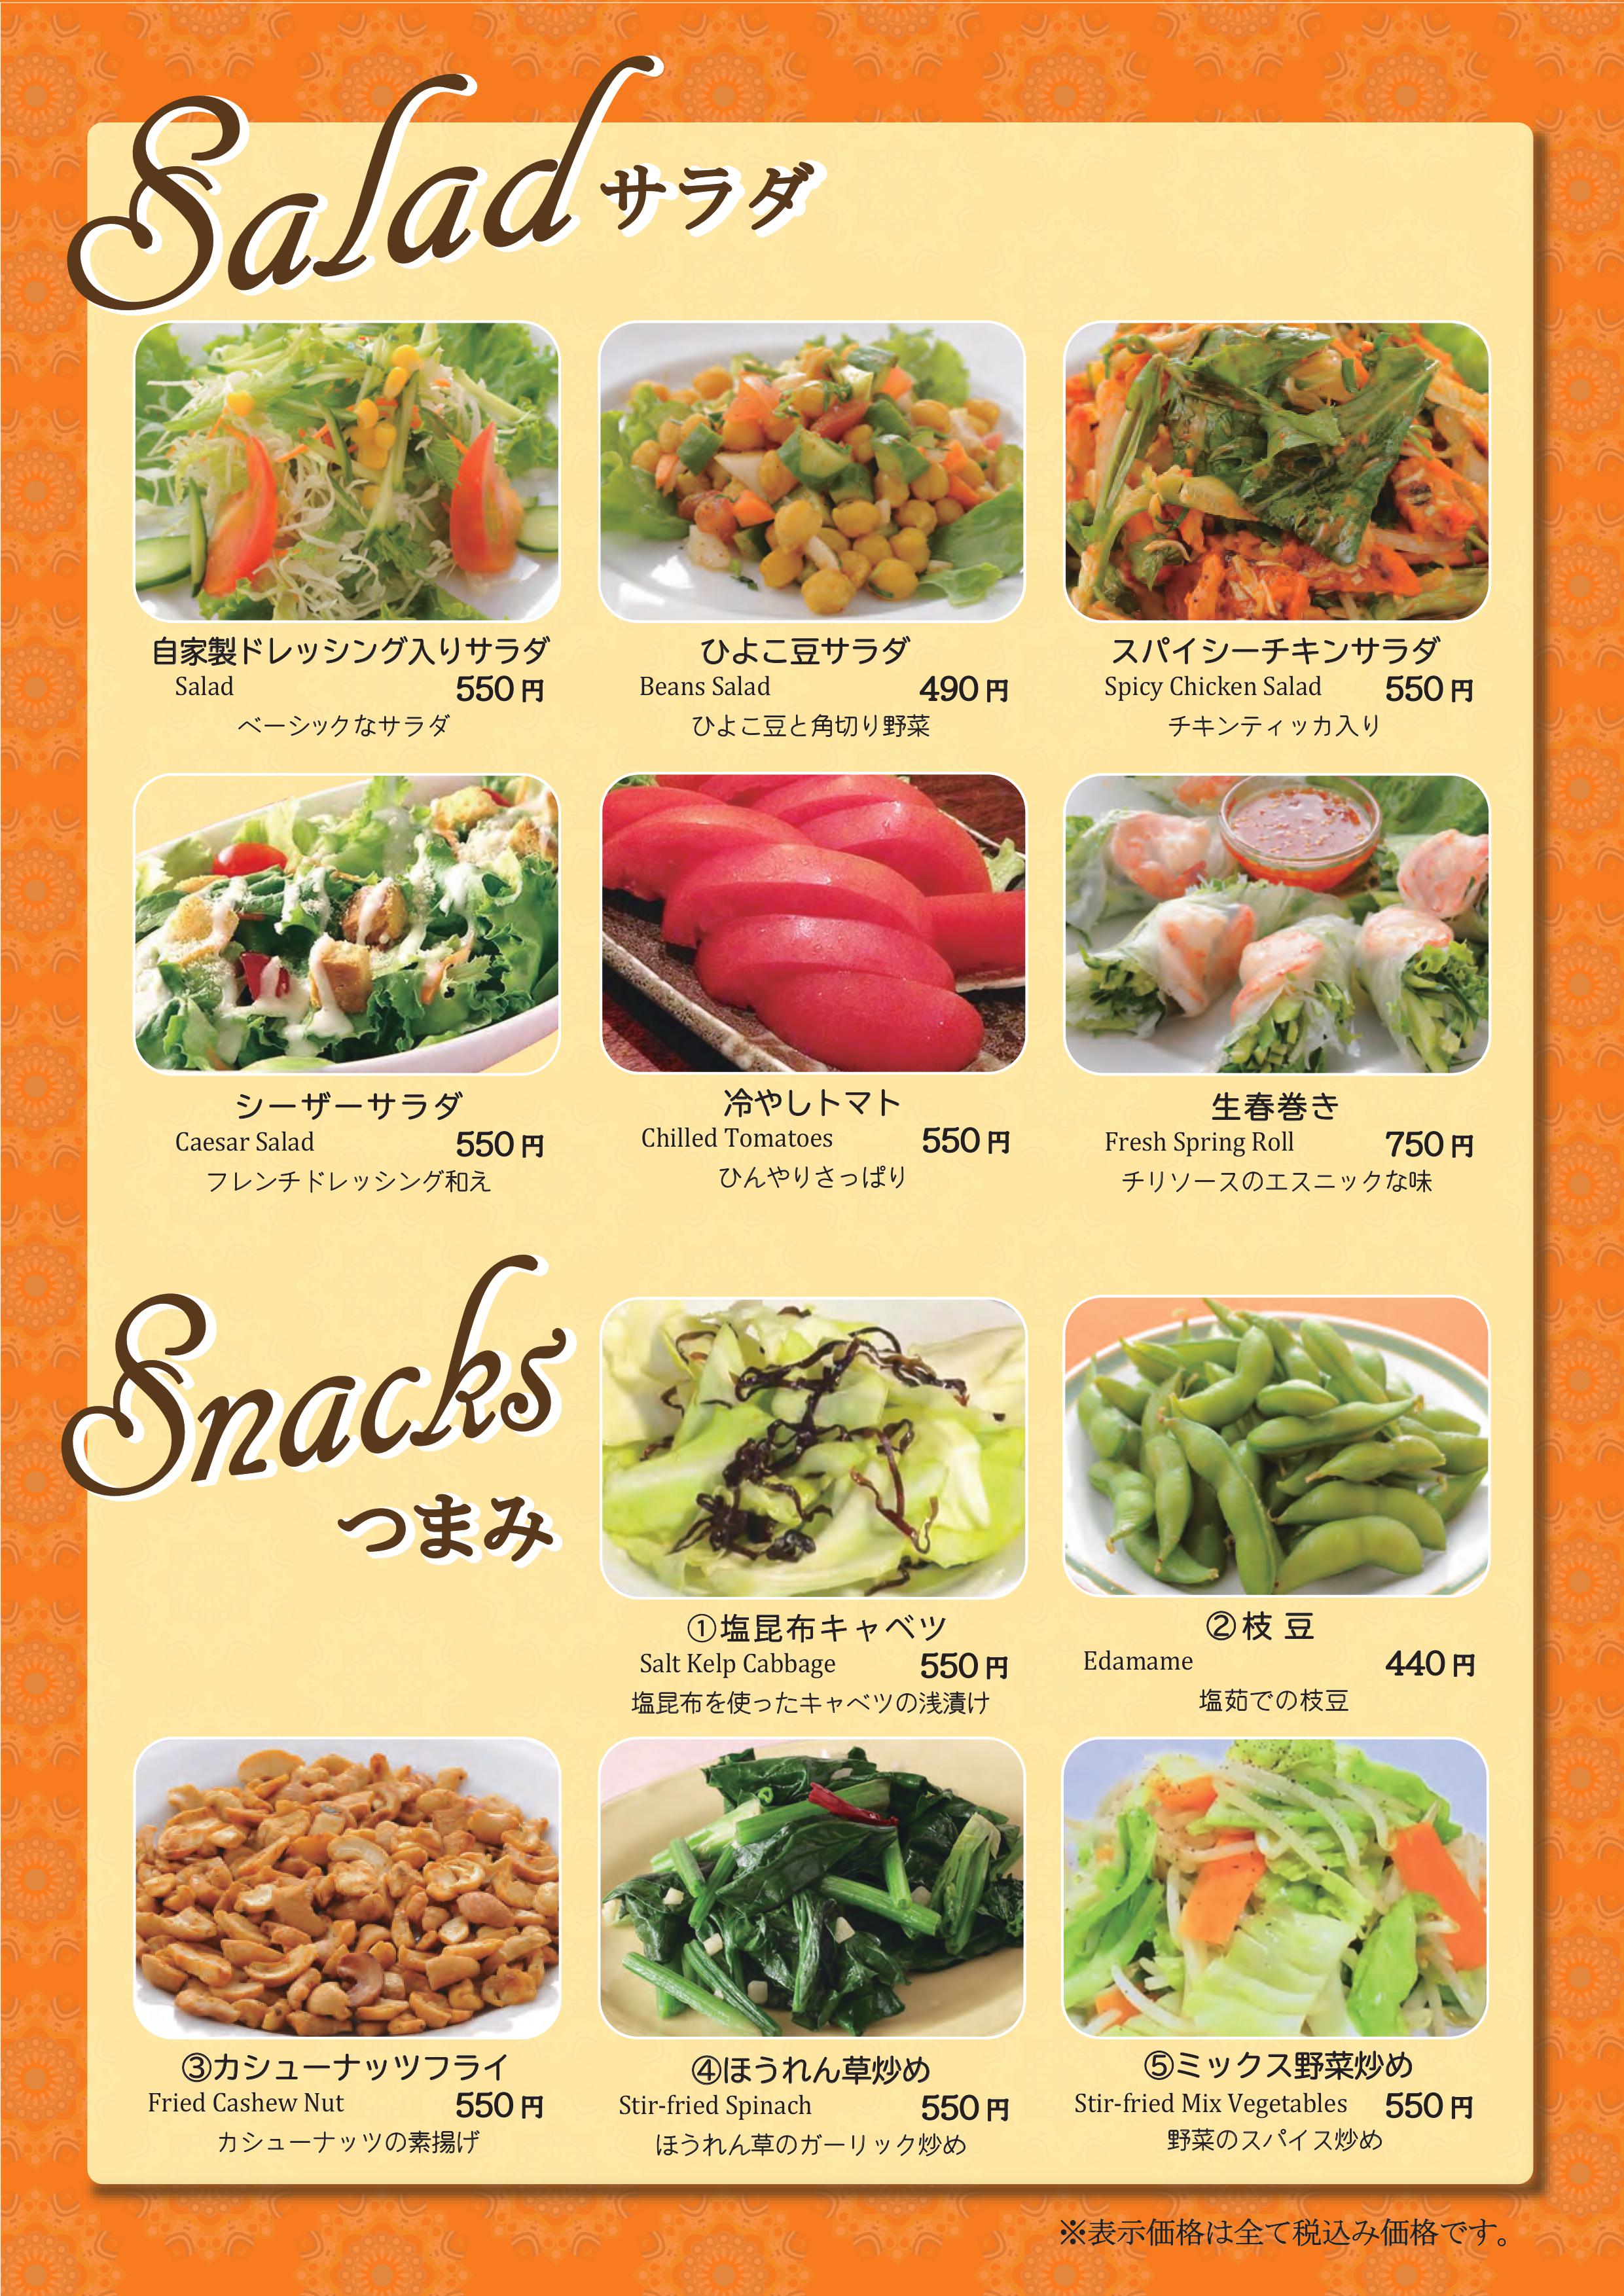 Salad サラダ
自家製ドレッシング入りサラダ
Salad 550円
ベーシックなサラダ
ひよこ豆サラダ
Beans Salad 490円
ひよこ豆と角切り野菜
スパイシーチキンサラダ
Spicy Chicken Salad 550円
チキンティッカ入り
シーザーサラダ
Caesar Salad 550円
フレンチドレッシング和え
冷やしトマト
Chilled Tomatoes 550円
ひんやりさっぱり
生春巻き
Fresh Spring Roll 750円
チリソースのエスニックな味
Snacks
つまみ
①塩昆布キャベツ
Salt Kelp Cabbage 550円
塩昆布を使ったキャベツの浅漬け
②枝 豆
Edamame 440円
塩茹での枝豆
③カシューナッツフライ
Fried Cashew Nut 550円
カシューナッツの素揚げ
④ほうれん草炒め
Stir-fried Spinach 550円
ほうれん草のガーリック炒め
⑤ミックス野菜炒め
Stir-fried Mix Vegetables 550円
野菜のスパイス炒め
※表示価格は全て税込み価格です。